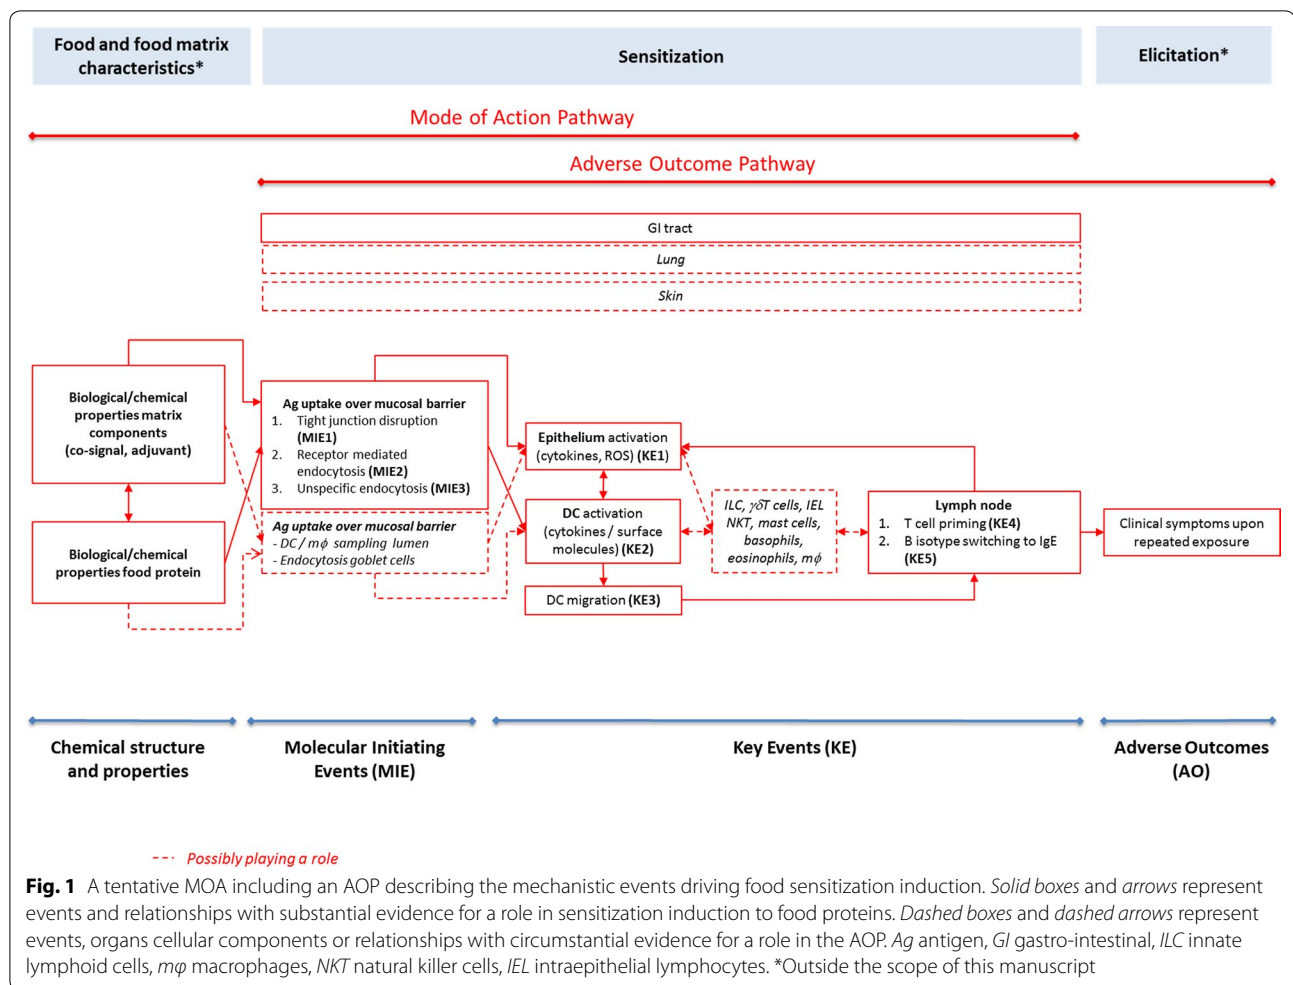 Food and food matrix
characteristics*
Sensitization
Elicitation*
Mode of Action Pathway
Adverse Outcome Pathway
GI tract
Lung
Skin
Biological/chemical
properties matrix
components
(co-signal, adjuvant)
Biological/chemical
properties food protein
Ag uptake over mucosal barrier
1. Tight junction disruption
(MIE1)
2. Receptor mediated
endocytosis (MIE2)
3. Unspecific endocytosis (MIE3)
Ag uptake over mucosal barrier
- DC / mϕ sampling lumen
- Endocytosis goblet cells
Epithelium activation
(cytokines, ROS) (KE1)
DC activation
(cytokines / surface
molecules) (KE2)
DC migration (KE3)
ILC, γδT cells, IEL
NKT, mast cells,
basophils,
eosinophils, mϕ
Lymph node
1. T cell priming (KE4)
2. B isotype switching to IgE
(KE5)
Clinical symptoms upon
repeated exposure
Chemical structure
and properties
Molecular Initiating
Events (MIE)
Key Events (KE)
Adverse Outcomes
(AO)
--- Possibly playing a role
Fig. 1 A tentative MOA including an AOP describing the mechanistic events driving food sensitization induction. Solid boxes and arrows represent
events and relationships with substantial evidence for a role in sensitization induction to food proteins. Dashed boxes and dashed arrows represent
events, organs cellular components or relationships with circumstantial evidence for a role in the AOP. Ag antigen, GI gastro-intestinal, ILC innate
lymphoid cells, mφ macrophages, NKT natural killer cells, IEL intraepithelial lymphocytes. *Outside the scope of this manuscript